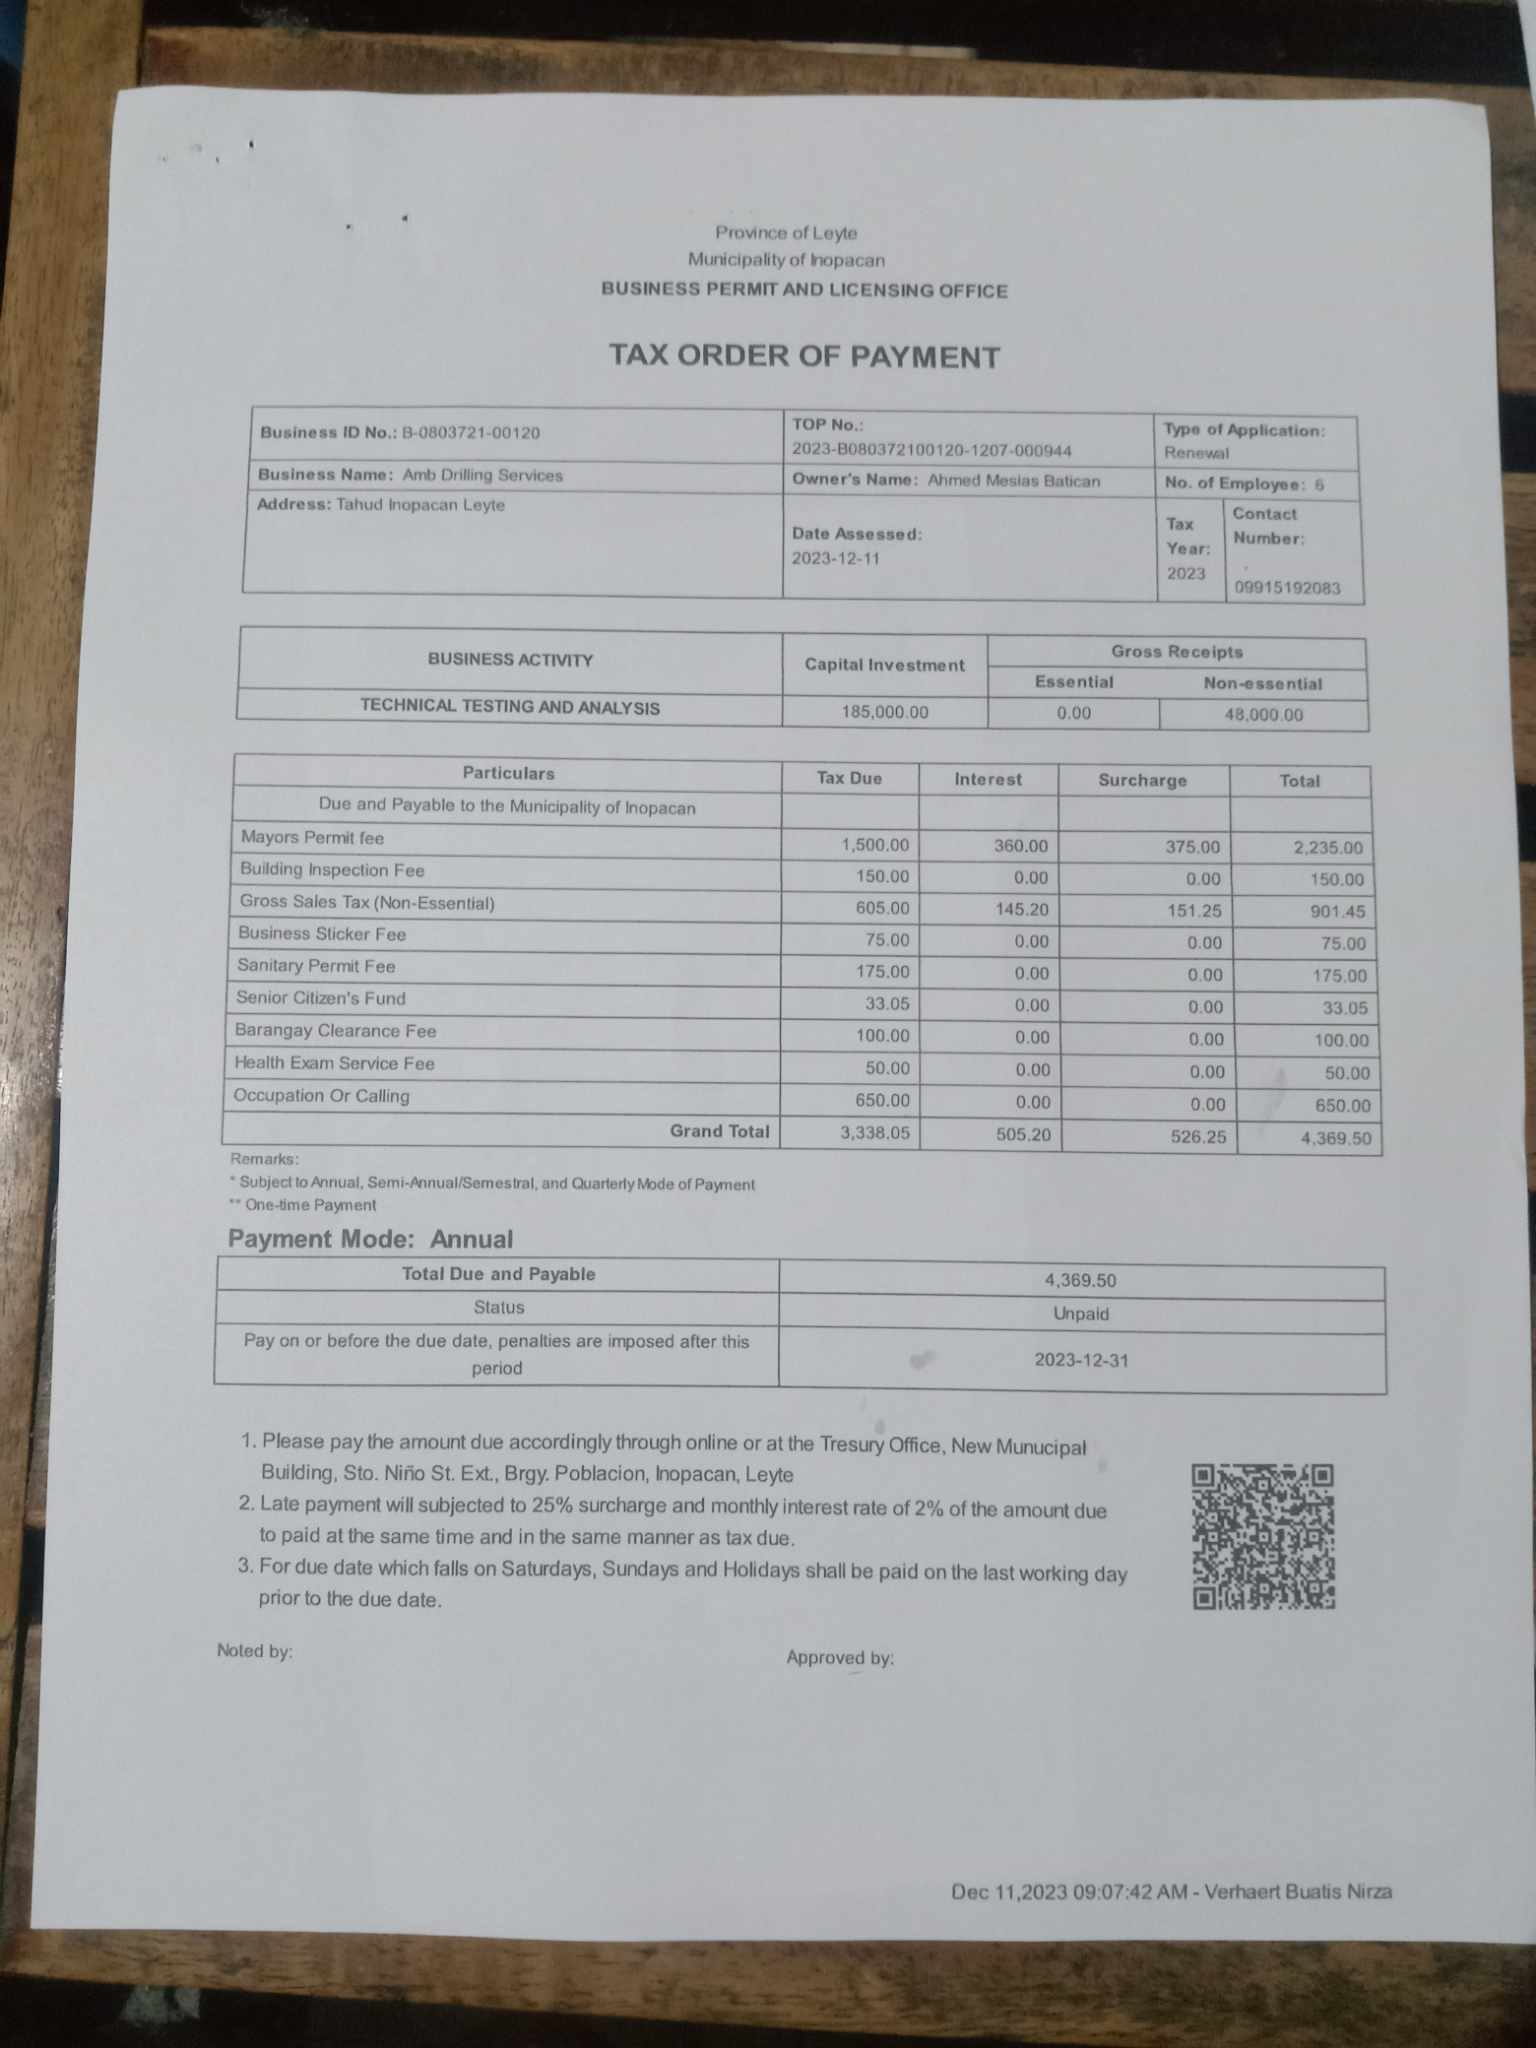 Province of Leyte
Municipality of Inopacan
BUSINESS PERMIT AND LICENSING OFFICE
TAX ORDER OF PAYMENT
Business ID No.: B-0803721-00120
TOP No.:
2023-B080372100120-1207-000944
Type of Application:
Renewal
Business Name: Amb Drilling Services
Owner's Name: Ahmed Mesias Batican
No. of Employee: 6
Address: Tahud Inopacan Leyte
Date Assessed:
2023-12-11
Tax
Year:
2023
Contact
Number:
09915192083
BUSINESS ACTIVITY
Capital Investment
Gross Receipts
Essential Non-essential
TECHNICAL TESTING AND ANALYSIS 185,000.00 0.00 48,000.00
Particulars Tax Due Interest Surcharge Total
Due and Payable to the Municipality of Inopacan
Mayors Permit fee 1,500.00 360.00 375.00 2,235.00
Building Inspection Fee 150.00 0.00 0.00 150.00
Gross Sales Tax (Non-Essential) 605.00 145.20 151.25 901.45
Business Sticker Fee 75.00 0.00 0.00 75.00
Sanitary Permit Fee 175.00 0.00 0.00 175.00
Senior Citizen's Fund 33.05 0.00 0.00 33.05
Barangay Clearance Fee 100.00 0.00 0.00 100.00
Health Exam Service Fee 50.00 0.00 0.00 50.00
Occupation Or Calling 650.00 0.00 0.00 650.00
Grand Total 3,338.05 505.20 526.25 4,369.50
Remarks:
* Subject to Annual, Semi-Annual/Semestral, and Quarterly Mode of Payment
** One-time Payment
Payment Mode: Annual
Total Due and Payable 4,369.50
Status Unpaid
Pay on or before the due date, penalties are imposed after this
period
2023-12-31
1. Please pay the amount due accordingly through online or at the Tresury Office, New Munucipal
Building, Sto. Niño St. Ext., Brgy. Poblacion, Inopacan, Leyte
2. Late payment will subjected to 25% surcharge and monthly interest rate of 2% of the amount due
to paid at the same time and in the same manner as tax due.
3. For due date which falls on Saturdays, Sundays and Holidays shall be paid on the last working day
prior to the due date.
Noted by:
Approved by:
Dec 11,2023 09:07:42 AM - Verhaert Buatis Nirza